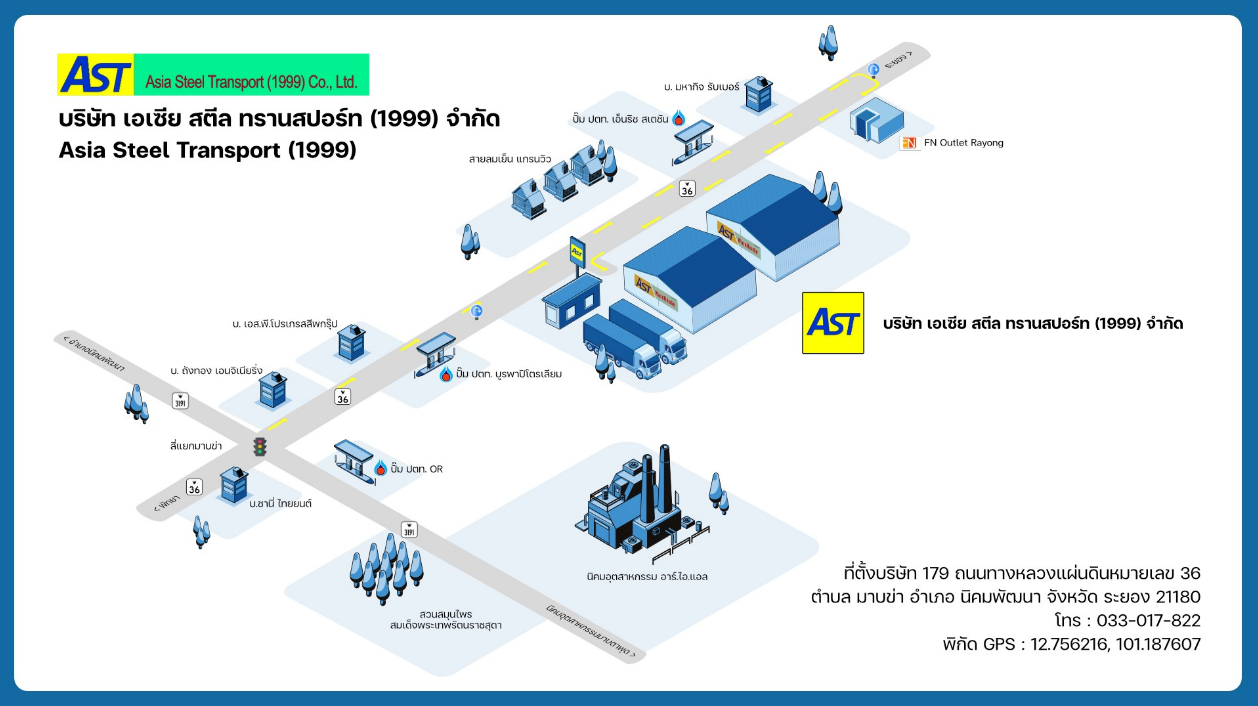 AST Asia Steel Transport (1999) Co., Ltd.
บริษัท เอเซีย สตีล ทรานสปอร์ท (1999) จำกัด
Asia Steel Transport (1999)
ระยอง >
บ. มหากิจ รับเบอร์
ปั๊ม ปตท. เอ็นริช สเตชัน
FN FN Outlet Rayong
สายลมเย็น แกรนวิว
36
AST
AST
AST
AST บริษัท เอเซีย สตีล ทรานสปอร์ท (1999) จำกัด
บ. เอส.พี.โปรเกรสสีพกรุ๊ป
< อำเภอนิคมพัฒนา
บ. ถังทอง เอนจิเนียริ่ง
ปั๊ม ปตท. บูรพาปิโตรเลียม
3191
36
สี่แยกมาบข่า
ปั๊ม ปตท. OR
36
< พัทยา
บ.ซานี่ ไทยยนต์
3191
นิคมอุตสาหกรรม อาร์.ไอ.แอล
สวนสมุนไพร
สมเด็จพระเทพรัตนราชสุดา
นิคมอุตสาหกรรมมาบตาพุด >
ที่ตั้งบริษัท 179 ถนนทางหลวงแผ่นดินหมายเลข 36
ตำบล มาบข่า อำเภอ นิคมพัฒนา จังหวัด ระยอง 21180
โทร : 033-017-822
พิกัด GPS : 12.756216, 101.187607